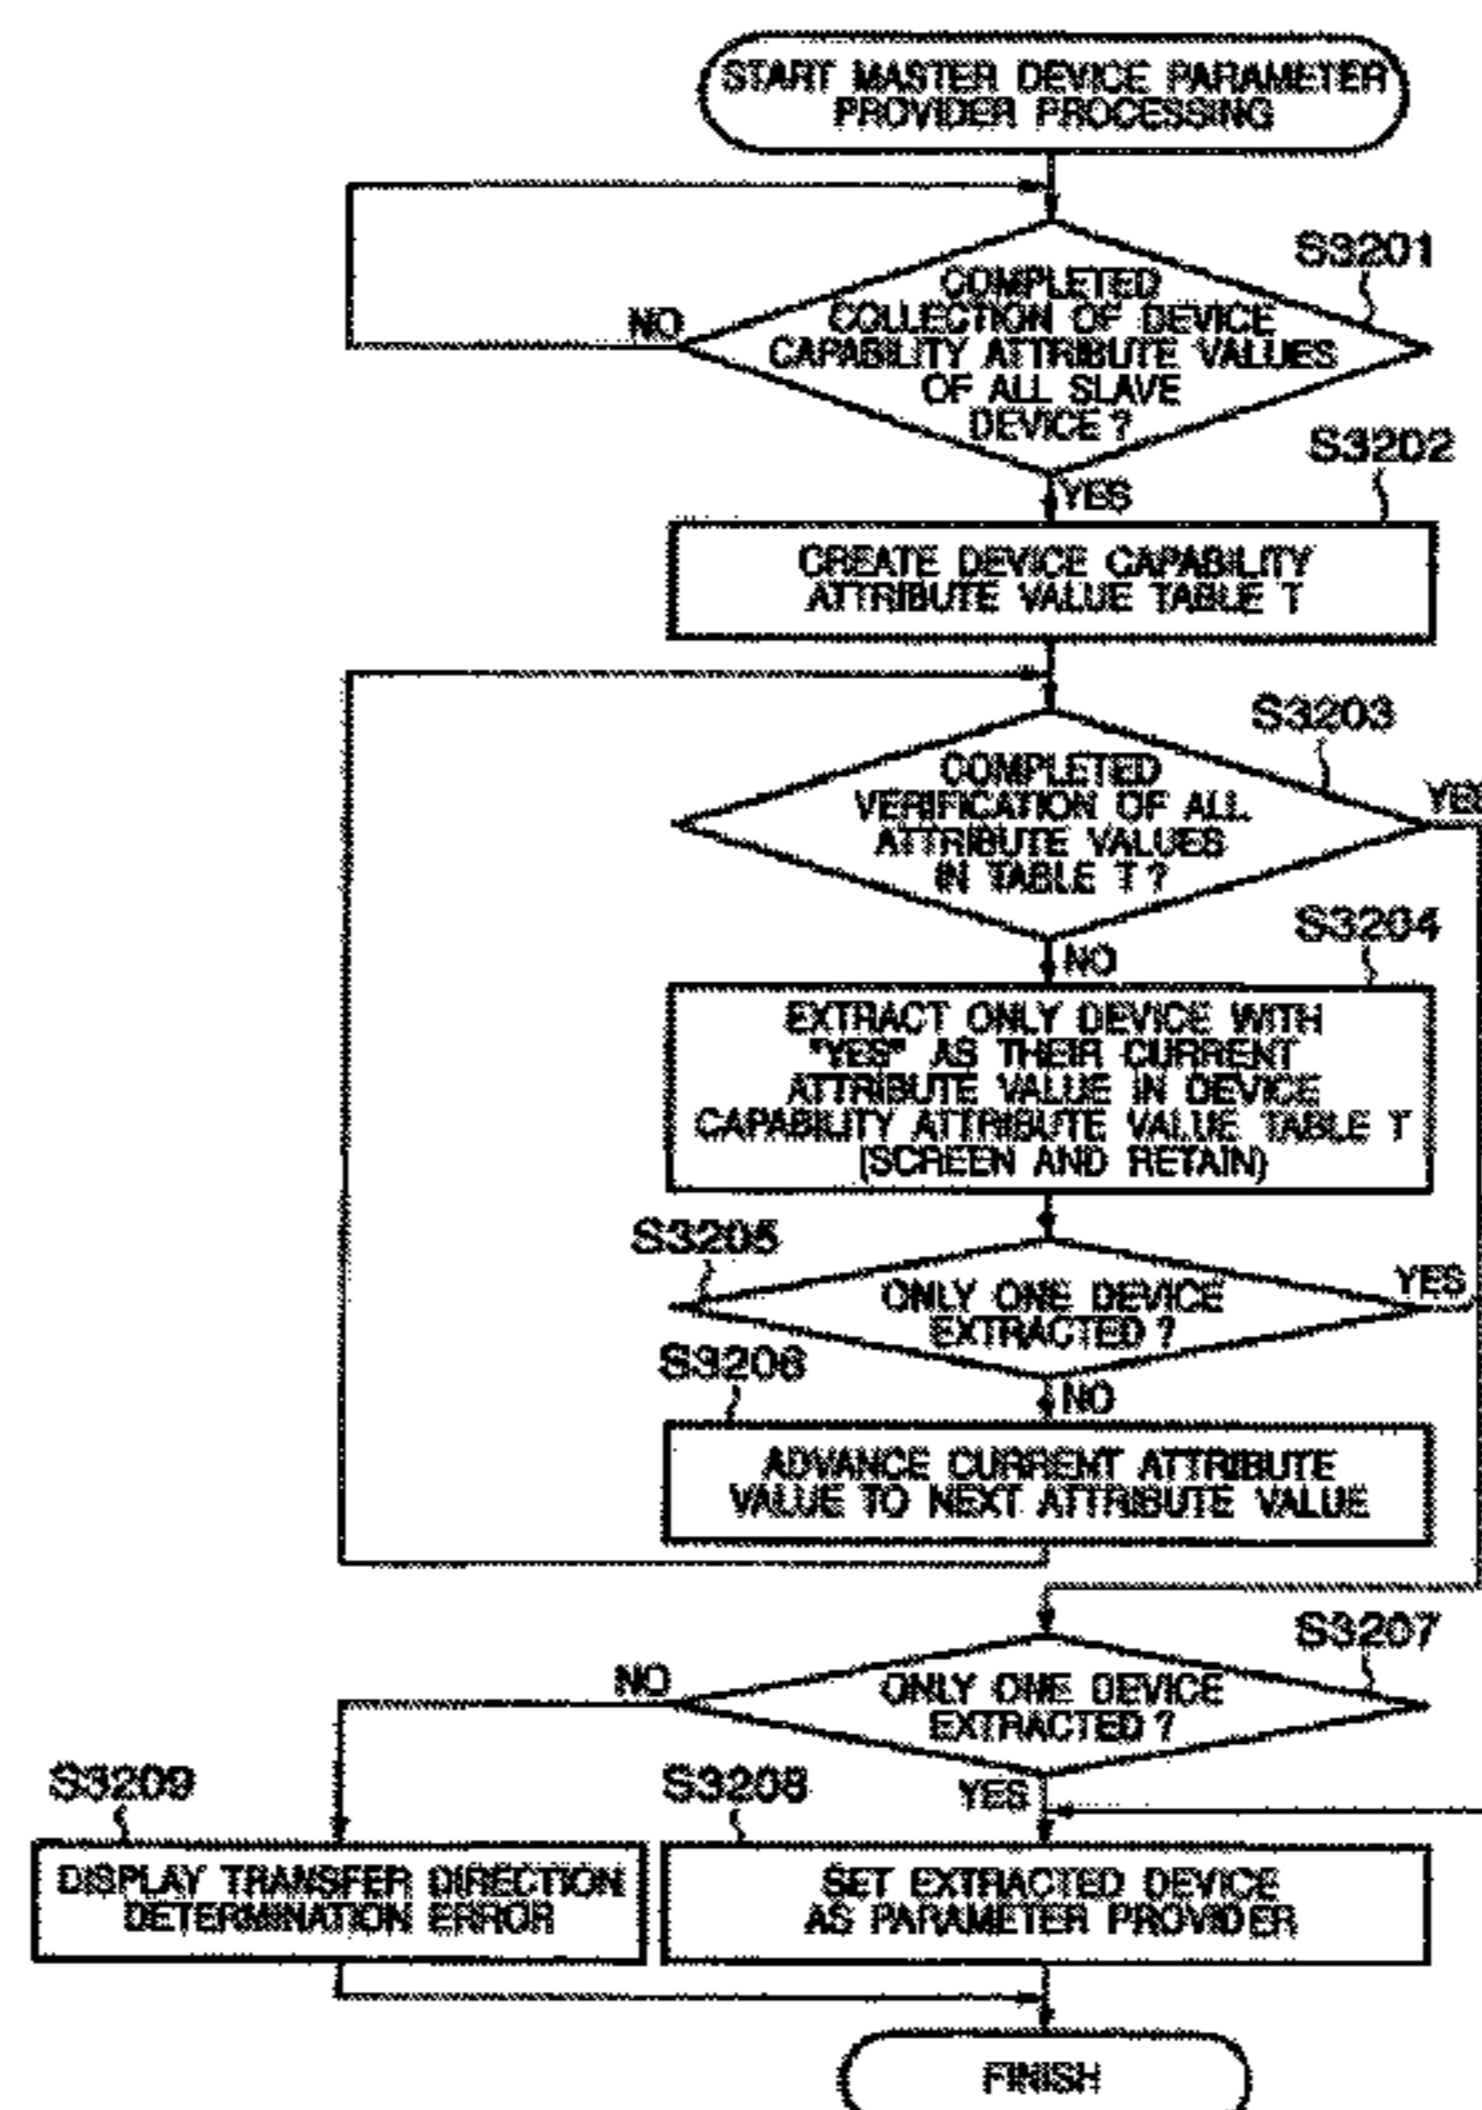 START MASTER DEVICE PARAMETER
PROVIDER PROCESSING
S3201
COMPLETED
COLLECTION OF DEVICE
CAPABILITY ATTRIBUTE VALUES
OF ALL SLAVE
DEVICE?
NO
YES
S3202
CREATE DEVICE CAPABILITY
ATTRIBUTE VALUE TABLE T
S3203
COMPLETED
VERIFICATION OF ALL
ATTRIBUTE VALUES
IN TABLE T?
YES
NO
S3204
EXTRACT ONLY DEVICE WITH
"YES" AS THEIR CURRENT
ATTRIBUTE VALUE IN DEVICE
CAPABILITY ATTRIBUTE VALUE TABLE T
(SCREEN AND RETAIN)
S3205
ONLY ONE DEVICE
EXTRACTED?
YES
NO
S3206
ADVANCE CURRENT ATTRIBUTE
VALUE TO NEXT ATTRIBUTE VALUE
S3207
ONLY ONE DEVICE
EXTRACTED?
NO
YES
S3209
DISPLAY TRANSFER DIRECTION
DETERMINATION ERROR
S3208
SET EXTRACTED DEVICE
AS PARAMETER PROVIDER
FINISH